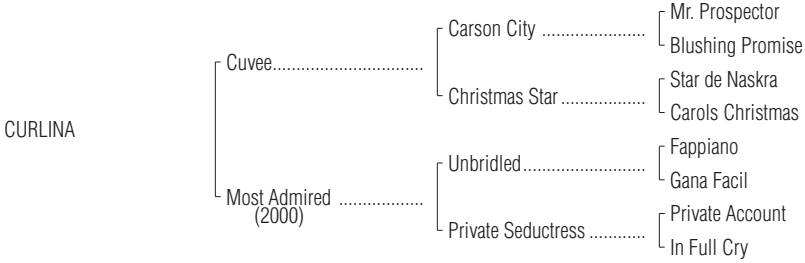 Mr. Prospector
Carson City ......................
Blushing Promise
Cuvee................................
Star de Naskra
Christmas Star ..................
Carols Christmas
CURLINA
Fappiano
Unbridled..........................
Gana Facil
Most Admired ..................
(2000)
Private Account
Private Seductress ............
In Full Cry